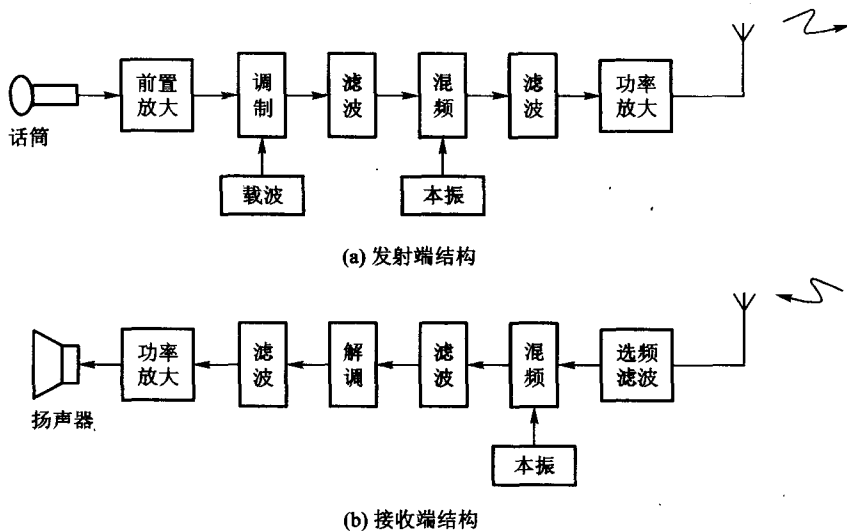 话筒
前置
放大
调
制
滤
波
混
频
滤
波
功率
放大
载波
本振
(a) 发射端结构
扬声器
功率
放大
滤
波
解
调
滤
波
混
频
选频
滤波
本振
(b) 接收端结构